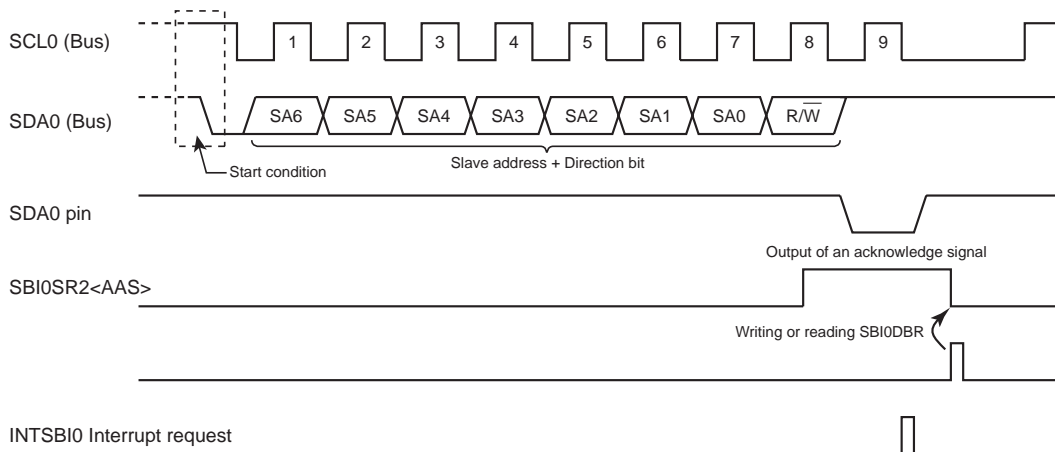 SCL0 (Bus)
1 2 3 4 5 6 7 8 9
SDA0 (Bus)
SA6 SA5 SA4 SA3 SA2 SA1 SA0 R/W̅
Slave address + Direction bit
Start condition
SDA0 pin
Output of an acknowledge signal
SBI0SR2<AAS>
Writing or reading SBI0DBR
INTSBI0 Interrupt request